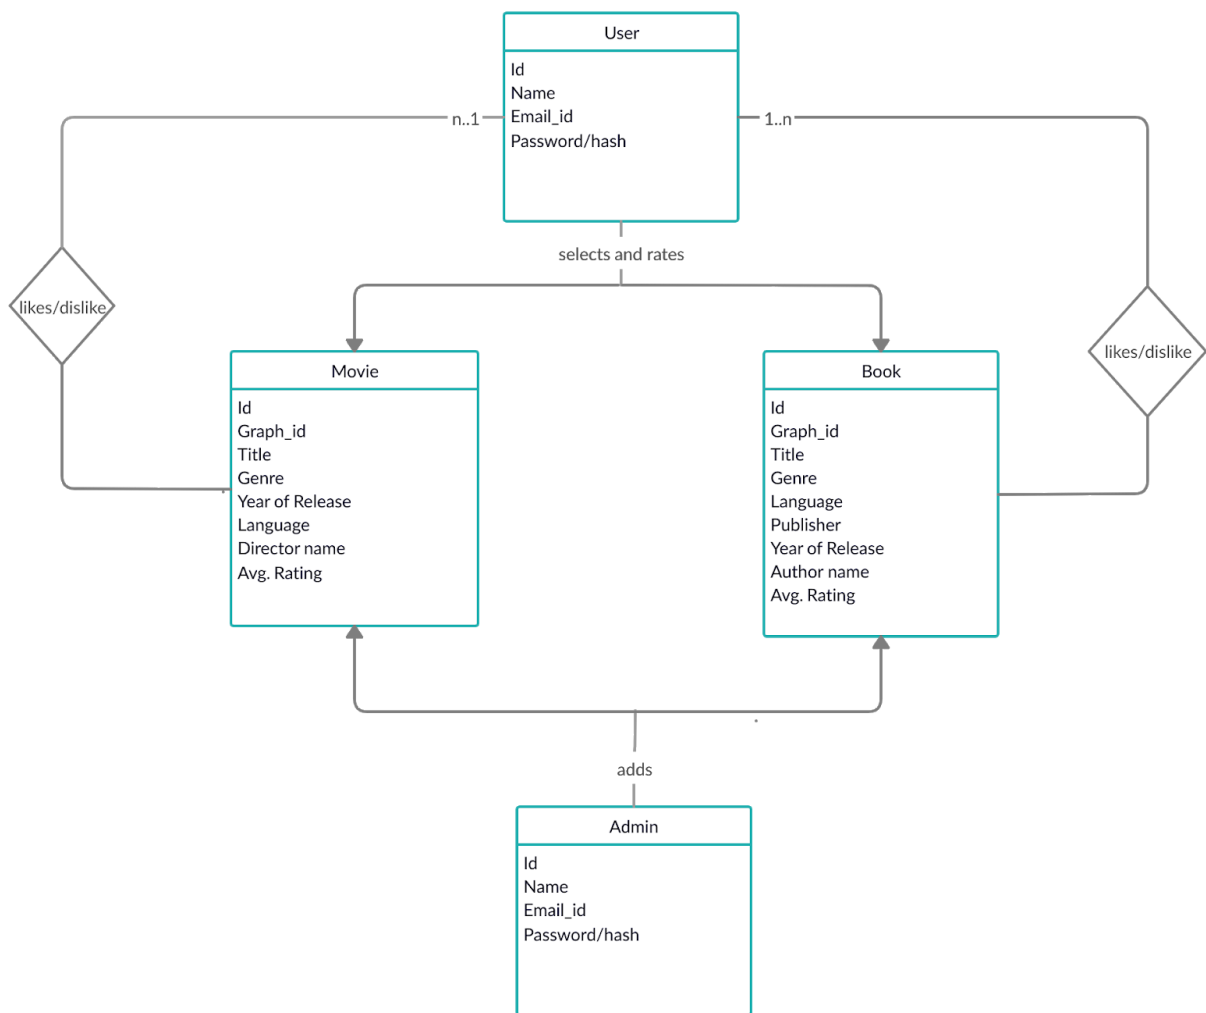 User
Id
Name
Email_id
Password/hash
n..1
1..n
selects and rates
likes/dislike
likes/dislike
Movie
Id
Graph_id
Title
Genre
Year of Release
Language
Director name
Avg. Rating
Book
Id
Graph_id
Title
Genre
Language
Publisher
Year of Release
Author name
Avg. Rating
adds
Admin
Id
Name
Email_id
Password/hash